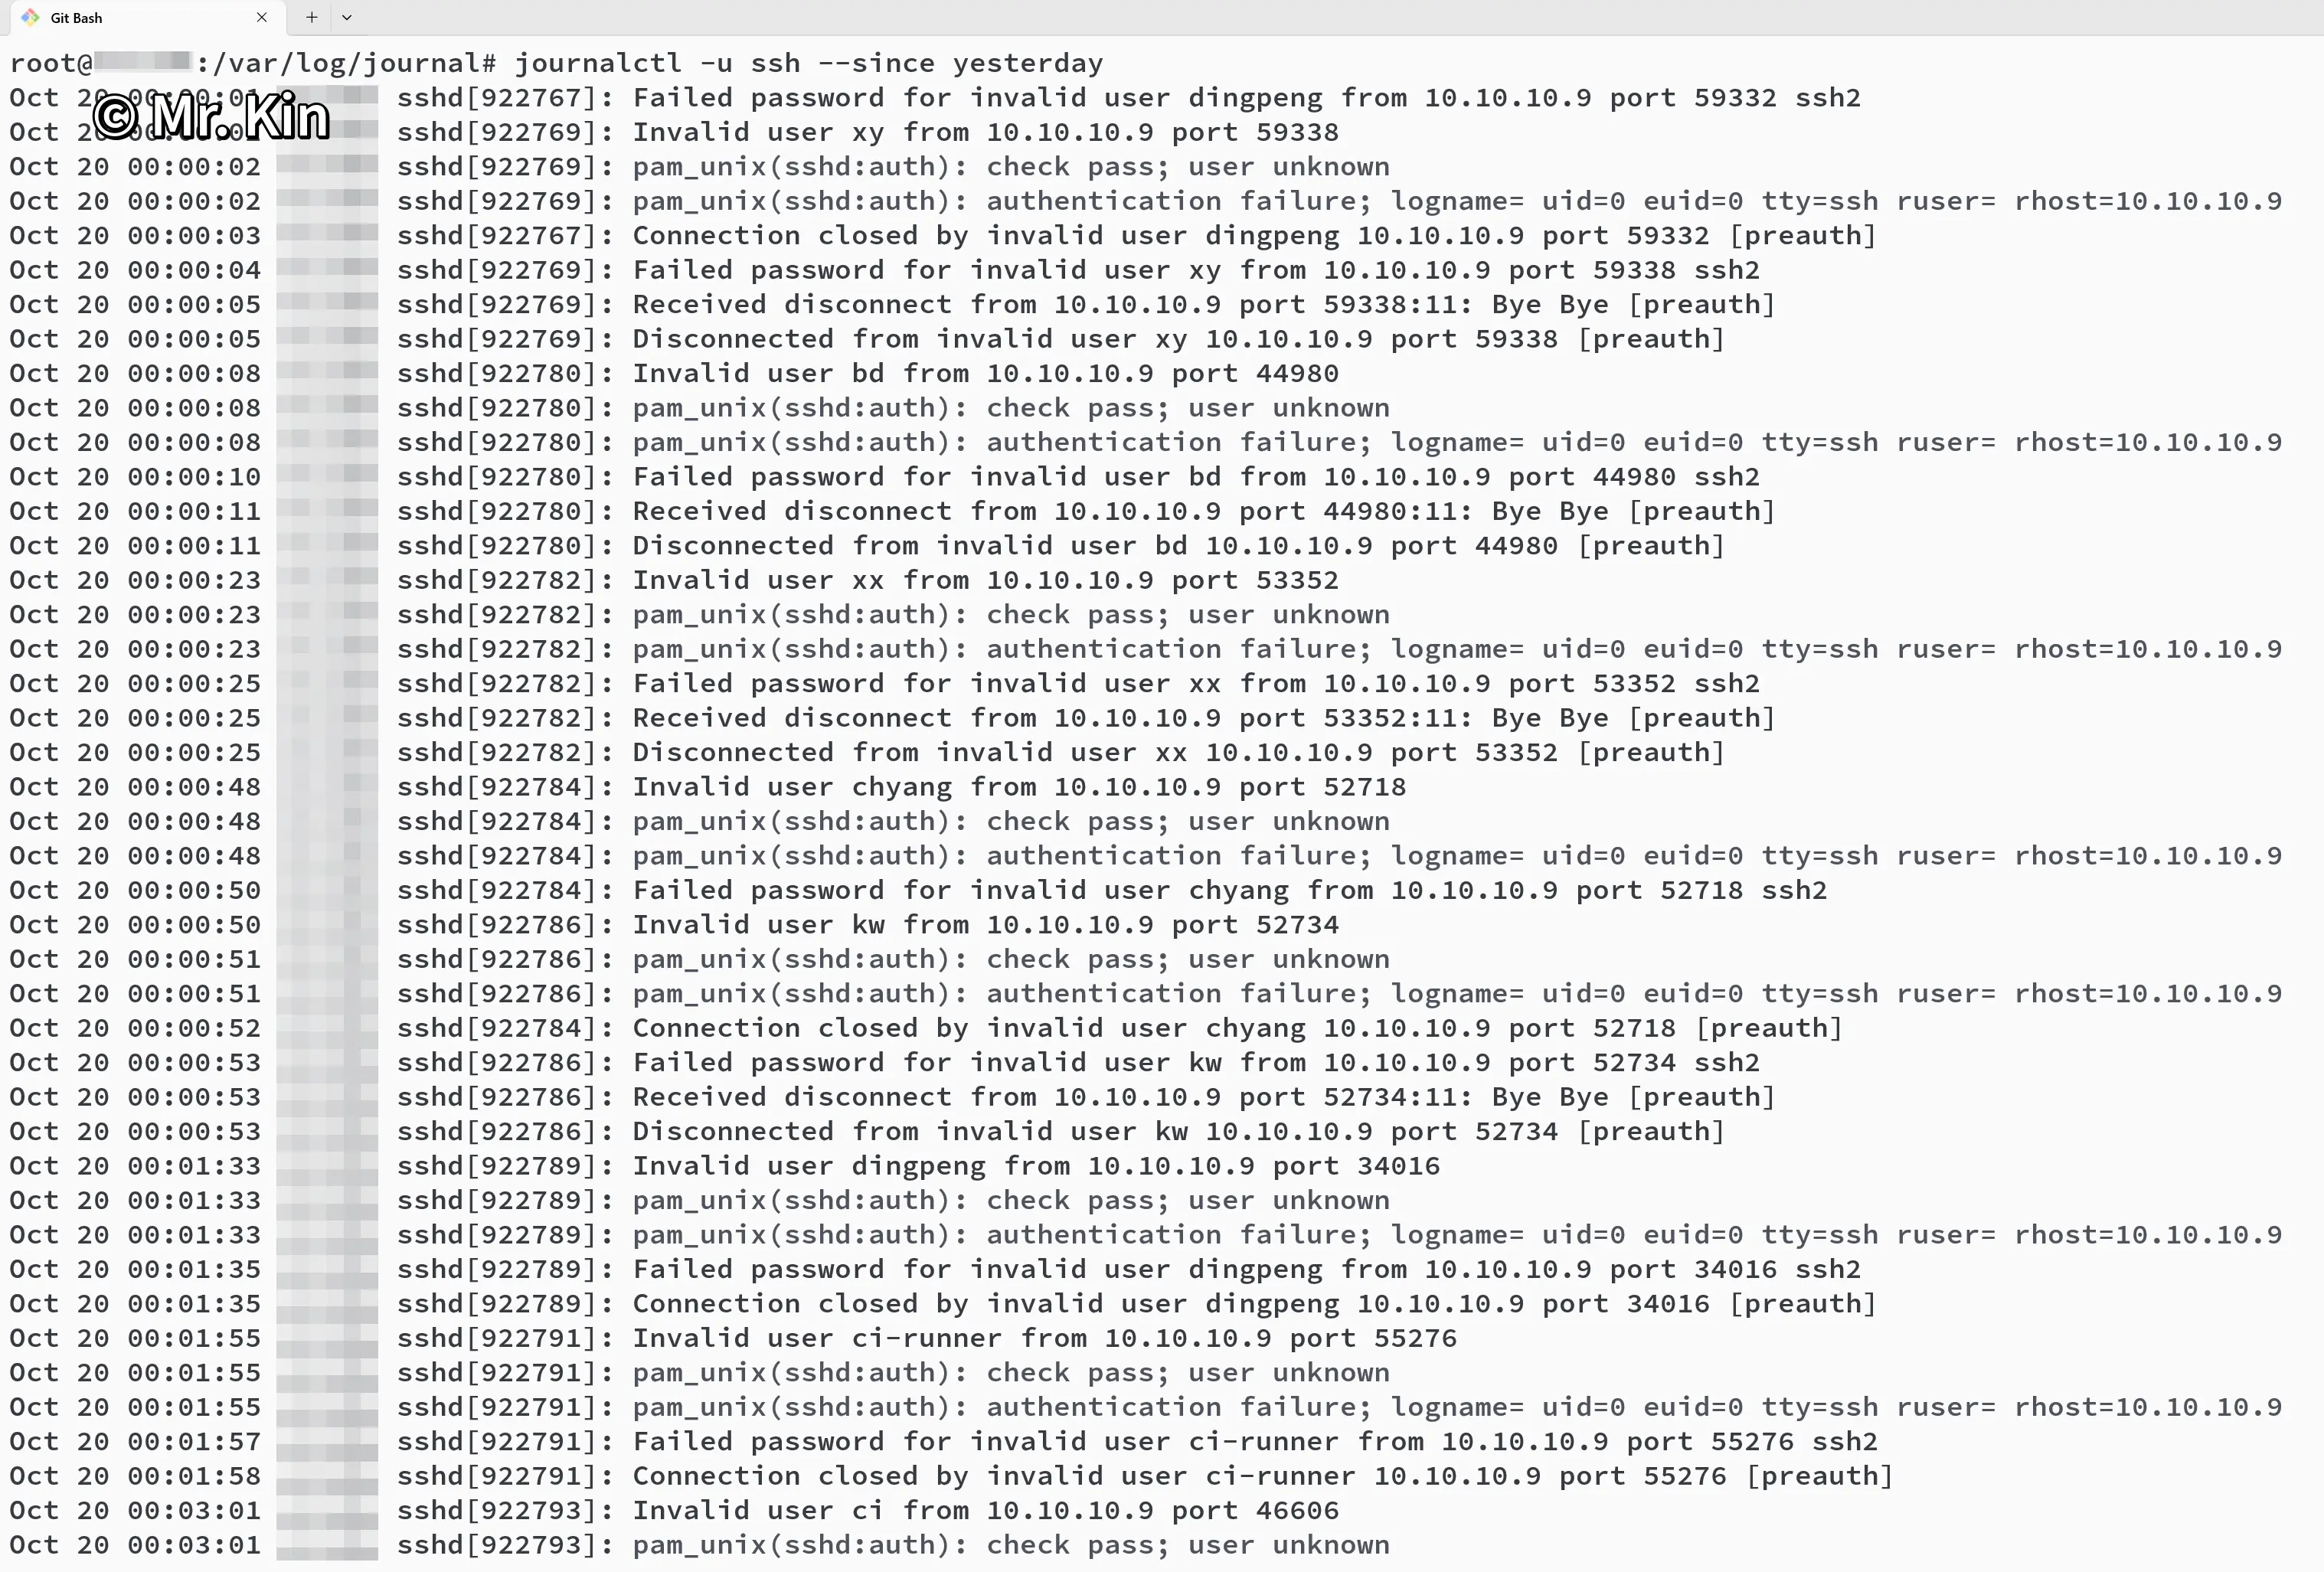 Git Bash
root@ :/var/log/journal# journalctl -u ssh --since yesterday
Oct 20 00:00:01 sshd[922767]: Failed password for invalid user dingpeng from 10.10.10.9 port 59332 ssh2
© Mr. Kin
Oct 20 sshd[922769]: Invalid user xy from 10.10.10.9 port 59338
Oct 20 00:00:02 sshd[922769]: pam_unix(sshd:auth): check pass; user unknown
Oct 20 00:00:02 sshd[922769]: pam_unix(sshd:auth): authentication failure; logname= uid=0 euid=0 tty=ssh ruser= rhost=10.10.10.9
Oct 20 00:00:03 sshd[922767]: Connection closed by invalid user dingpeng 10.10.10.9 port 59332 [preauth]
Oct 20 00:00:04 sshd[922769]: Failed password for invalid user xy from 10.10.10.9 port 59338 ssh2
Oct 20 00:00:05 sshd[922769]: Received disconnect from 10.10.10.9 port 59338:11: Bye Bye [preauth]
Oct 20 00:00:05 sshd[922769]: Disconnected from invalid user xy 10.10.10.9 port 59338 [preauth]
Oct 20 00:00:08 sshd[922780]: Invalid user bd from 10.10.10.9 port 44980
Oct 20 00:00:08 sshd[922780]: pam_unix(sshd:auth): check pass; user unknown
Oct 20 00:00:08 sshd[922780]: pam_unix(sshd:auth): authentication failure; logname= uid=0 euid=0 tty=ssh ruser= rhost=10.10.10.9
Oct 20 00:00:10 sshd[922780]: Failed password for invalid user bd from 10.10.10.9 port 44980 ssh2
Oct 20 00:00:11 sshd[922780]: Received disconnect from 10.10.10.9 port 44980:11: Bye Bye [preauth]
Oct 20 00:00:11 sshd[922780]: Disconnected from invalid user bd 10.10.10.9 port 44980 [preauth]
Oct 20 00:00:23 sshd[922782]: Invalid user xx from 10.10.10.9 port 53352
Oct 20 00:00:23 sshd[922782]: pam_unix(sshd:auth): check pass; user unknown
Oct 20 00:00:23 sshd[922782]: pam_unix(sshd:auth): authentication failure; logname= uid=0 euid=0 tty=ssh ruser= rhost=10.10.10.9
Oct 20 00:00:25 sshd[922782]: Failed password for invalid user xx from 10.10.10.9 port 53352 ssh2
Oct 20 00:00:25 sshd[922782]: Received disconnect from 10.10.10.9 port 53352:11: Bye Bye [preauth]
Oct 20 00:00:25 sshd[922782]: Disconnected from invalid user xx 10.10.10.9 port 53352 [preauth]
Oct 20 00:00:48 sshd[922784]: Invalid user chyang from 10.10.10.9 port 52718
Oct 20 00:00:48 sshd[922784]: pam_unix(sshd:auth): check pass; user unknown
Oct 20 00:00:48 sshd[922784]: pam_unix(sshd:auth): authentication failure; logname= uid=0 euid=0 tty=ssh ruser= rhost=10.10.10.9
Oct 20 00:00:50 sshd[922784]: Failed password for invalid user chyang from 10.10.10.9 port 52718 ssh2
Oct 20 00:00:50 sshd[922786]: Invalid user kw from 10.10.10.9 port 52734
Oct 20 00:00:51 sshd[922786]: pam_unix(sshd:auth): check pass; user unknown
Oct 20 00:00:51 sshd[922786]: pam_unix(sshd:auth): authentication failure; logname= uid=0 euid=0 tty=ssh ruser= rhost=10.10.10.9
Oct 20 00:00:52 sshd[922784]: Connection closed by invalid user chyang 10.10.10.9 port 52718 [preauth]
Oct 20 00:00:53 sshd[922786]: Failed password for invalid user kw from 10.10.10.9 port 52734 ssh2
Oct 20 00:00:53 sshd[922786]: Received disconnect from 10.10.10.9 port 52734:11: Bye Bye [preauth]
Oct 20 00:00:53 sshd[922786]: Disconnected from invalid user kw 10.10.10.9 port 52734 [preauth]
Oct 20 00:01:33 sshd[922789]: Invalid user dingpeng from 10.10.10.9 port 34016
Oct 20 00:01:33 sshd[922789]: pam_unix(sshd:auth): check pass; user unknown
Oct 20 00:01:33 sshd[922789]: pam_unix(sshd:auth): authentication failure; logname= uid=0 euid=0 tty=ssh ruser= rhost=10.10.10.9
Oct 20 00:01:35 sshd[922789]: Failed password for invalid user dingpeng from 10.10.10.9 port 34016 ssh2
Oct 20 00:01:35 sshd[922789]: Connection closed by invalid user dingpeng 10.10.10.9 port 34016 [preauth]
Oct 20 00:01:55 sshd[922791]: Invalid user ci-runner from 10.10.10.9 port 55276
Oct 20 00:01:55 sshd[922791]: pam_unix(sshd:auth): check pass; user unknown
Oct 20 00:01:55 sshd[922791]: pam_unix(sshd:auth): authentication failure; logname= uid=0 euid=0 tty=ssh ruser= rhost=10.10.10.9
Oct 20 00:01:57 sshd[922791]: Failed password for invalid user ci-runner from 10.10.10.9 port 55276 ssh2
Oct 20 00:01:58 sshd[922791]: Connection closed by invalid user ci-runner 10.10.10.9 port 55276 [preauth]
Oct 20 00:03:01 sshd[922793]: Invalid user ci from 10.10.10.9 port 46606
Oct 20 00:03:01 sshd[922793]: pam_unix(sshd:auth): check pass; user unknown